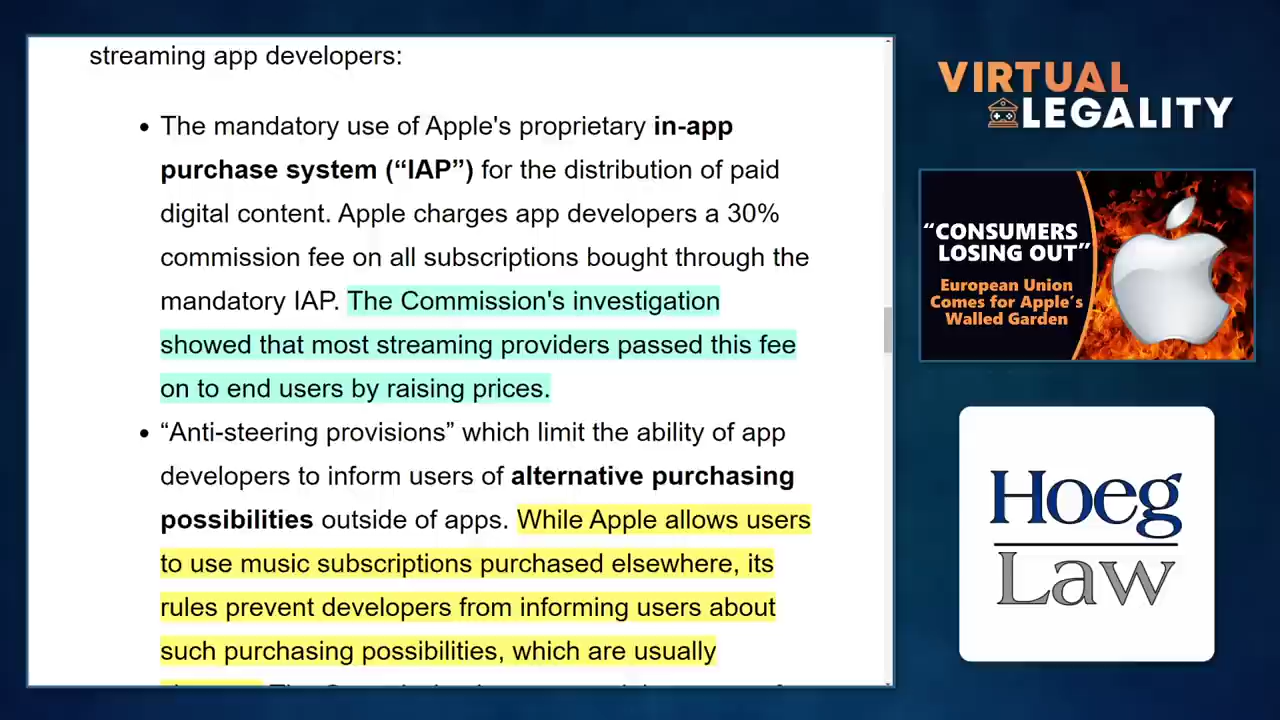 streaming app developers:
• The mandatory use of Apple's proprietary in-app
purchase system (“IAP”) for the distribution of paid
digital content. Apple charges app developers a 30%
commission fee on all subscriptions bought through the
mandatory IAP. The Commission's investigation
showed that most streaming providers passed this fee
on to end users by raising prices.
• “Anti-steering provisions” which limit the ability of app
developers to inform users of alternative purchasing
possibilities outside of apps. While Apple allows users
to use music subscriptions purchased elsewhere, its
rules prevent developers from informing users about
such purchasing possibilities, which are usually
VIRTUAL
LEGALITY
“CONSUMERS
LOSING OUT”
European Union
Comes for Apple's
Walled Garden
Hoeg
Law